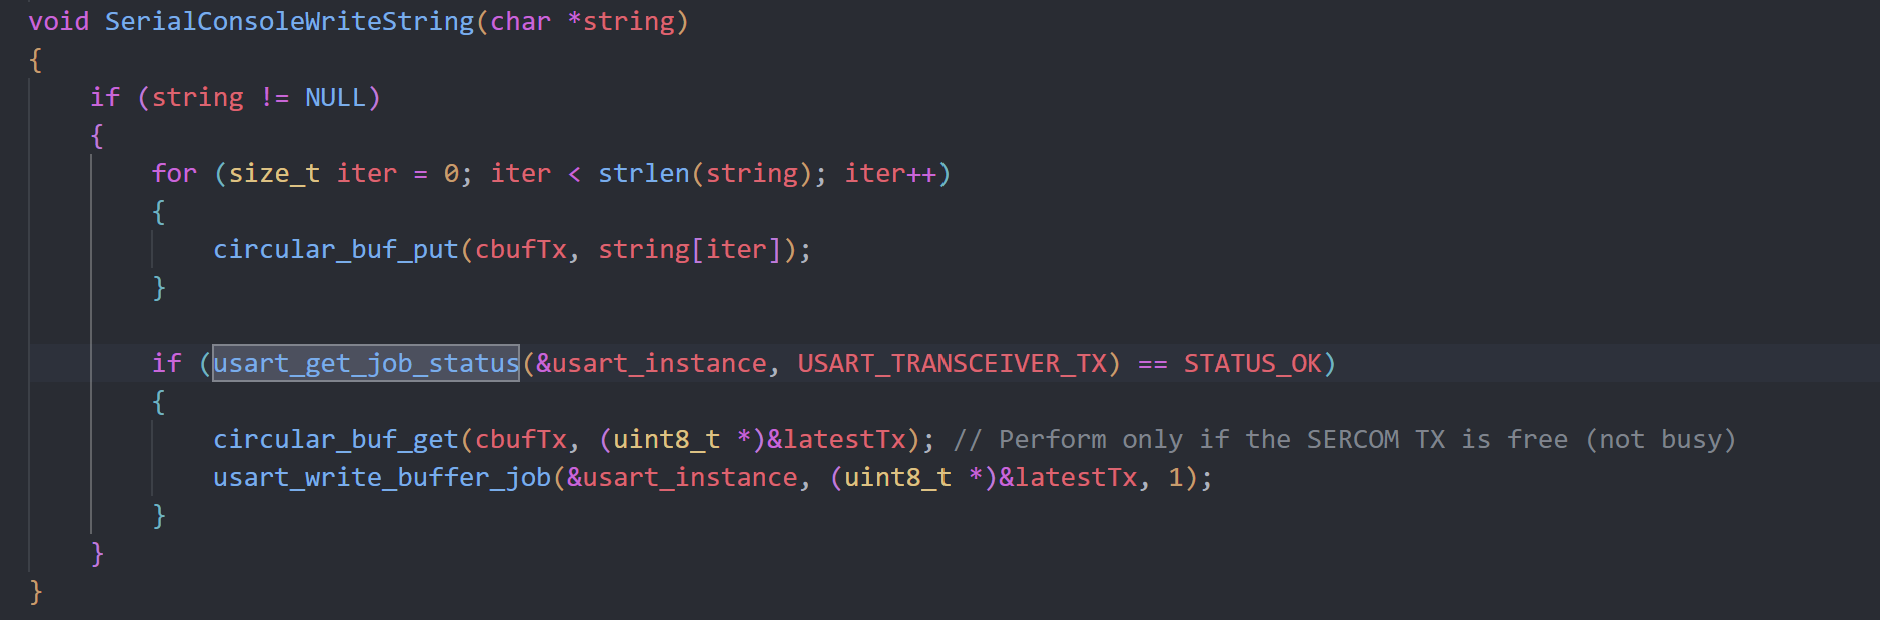 void SerialConsoleWriteString(char *string)
{
    if (string != NULL)
    {
        for (size_t iter = 0; iter < strlen(string); iter++)
        {
            circular_buf_put(cbufTx, string[iter]);
        }

        if (usart_get_job_status(&usart_instance, USART_TRANSCEIVER_TX) == STATUS_OK)
        {
            circular_buf_get(cbufTx, (uint8_t *)&latestTx); // Perform only if the SERCOM TX is free (not busy)
            usart_write_buffer_job(&usart_instance, (uint8_t *)&latestTx, 1);
        }
    }
}